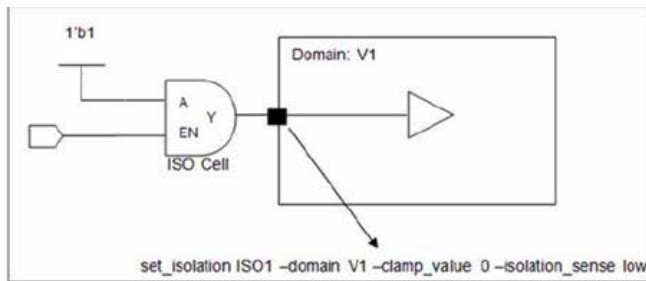 1'b1
Domain: V1
A
Y
EN
ISO Cell
set_isolation ISO1 –domain V1 –clamp_value 0 –isolation_sense low